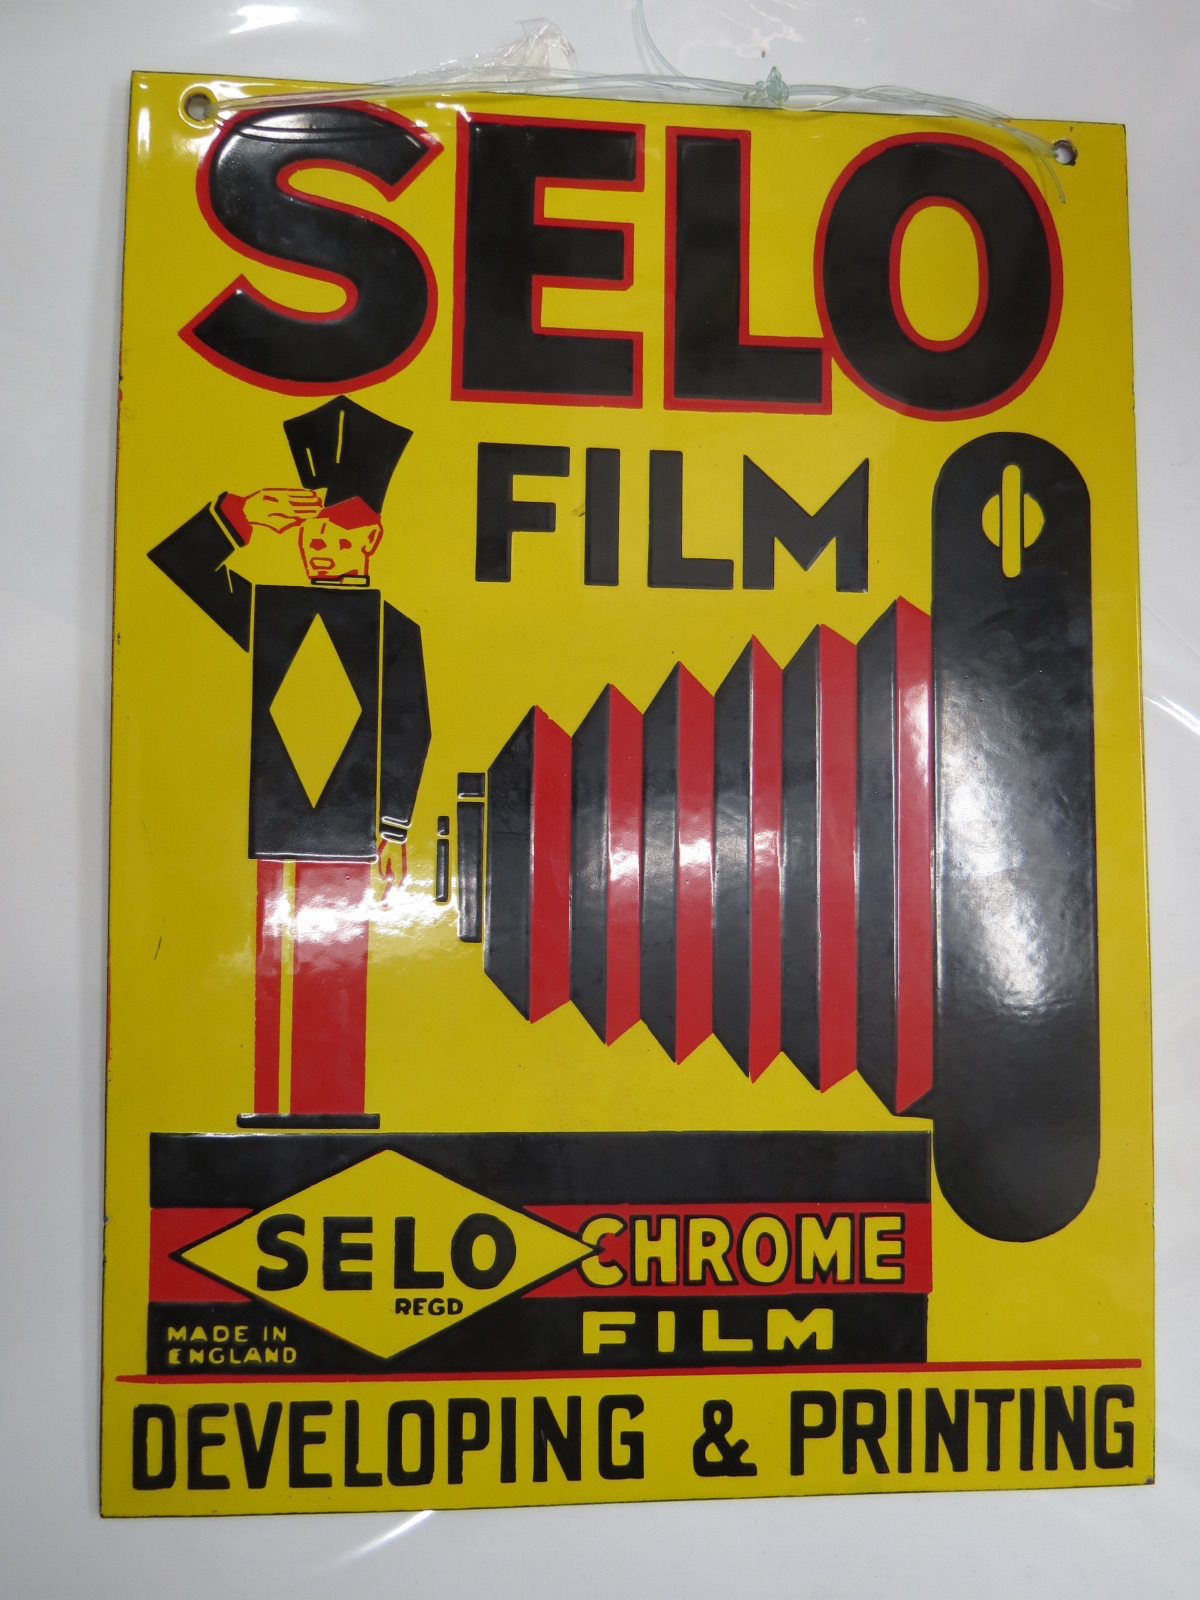 SELO
FILM
SELO CHROME
REGD
FILM
MADE IN
ENGLAND
DEVELOPING & PRINTING